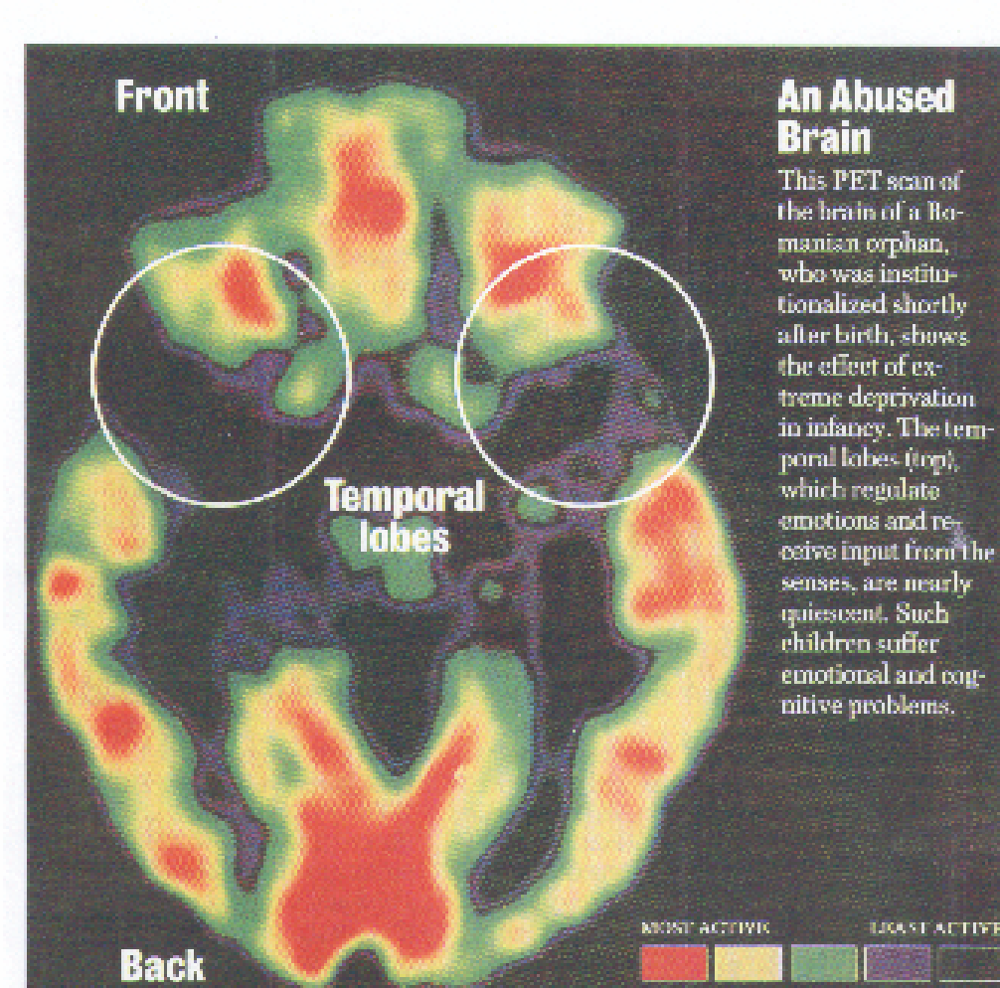 Front
An Abused
Brain
This PET scan of
the brain of a Ro-
manian orphan,
who was institu-
tionalized shortly
after birth, shows
the effect of ex-
treme deprivation
in infancy. The tem-
poral lobes (top),
which regulate
emotions and re-
ceive input from the
senses, are nearly
quiescent. Such
children suffer
emotional and cog-
nitive problems.
Temporal
lobes
MOST ACTIVE
LEAST ACTIVE
Back